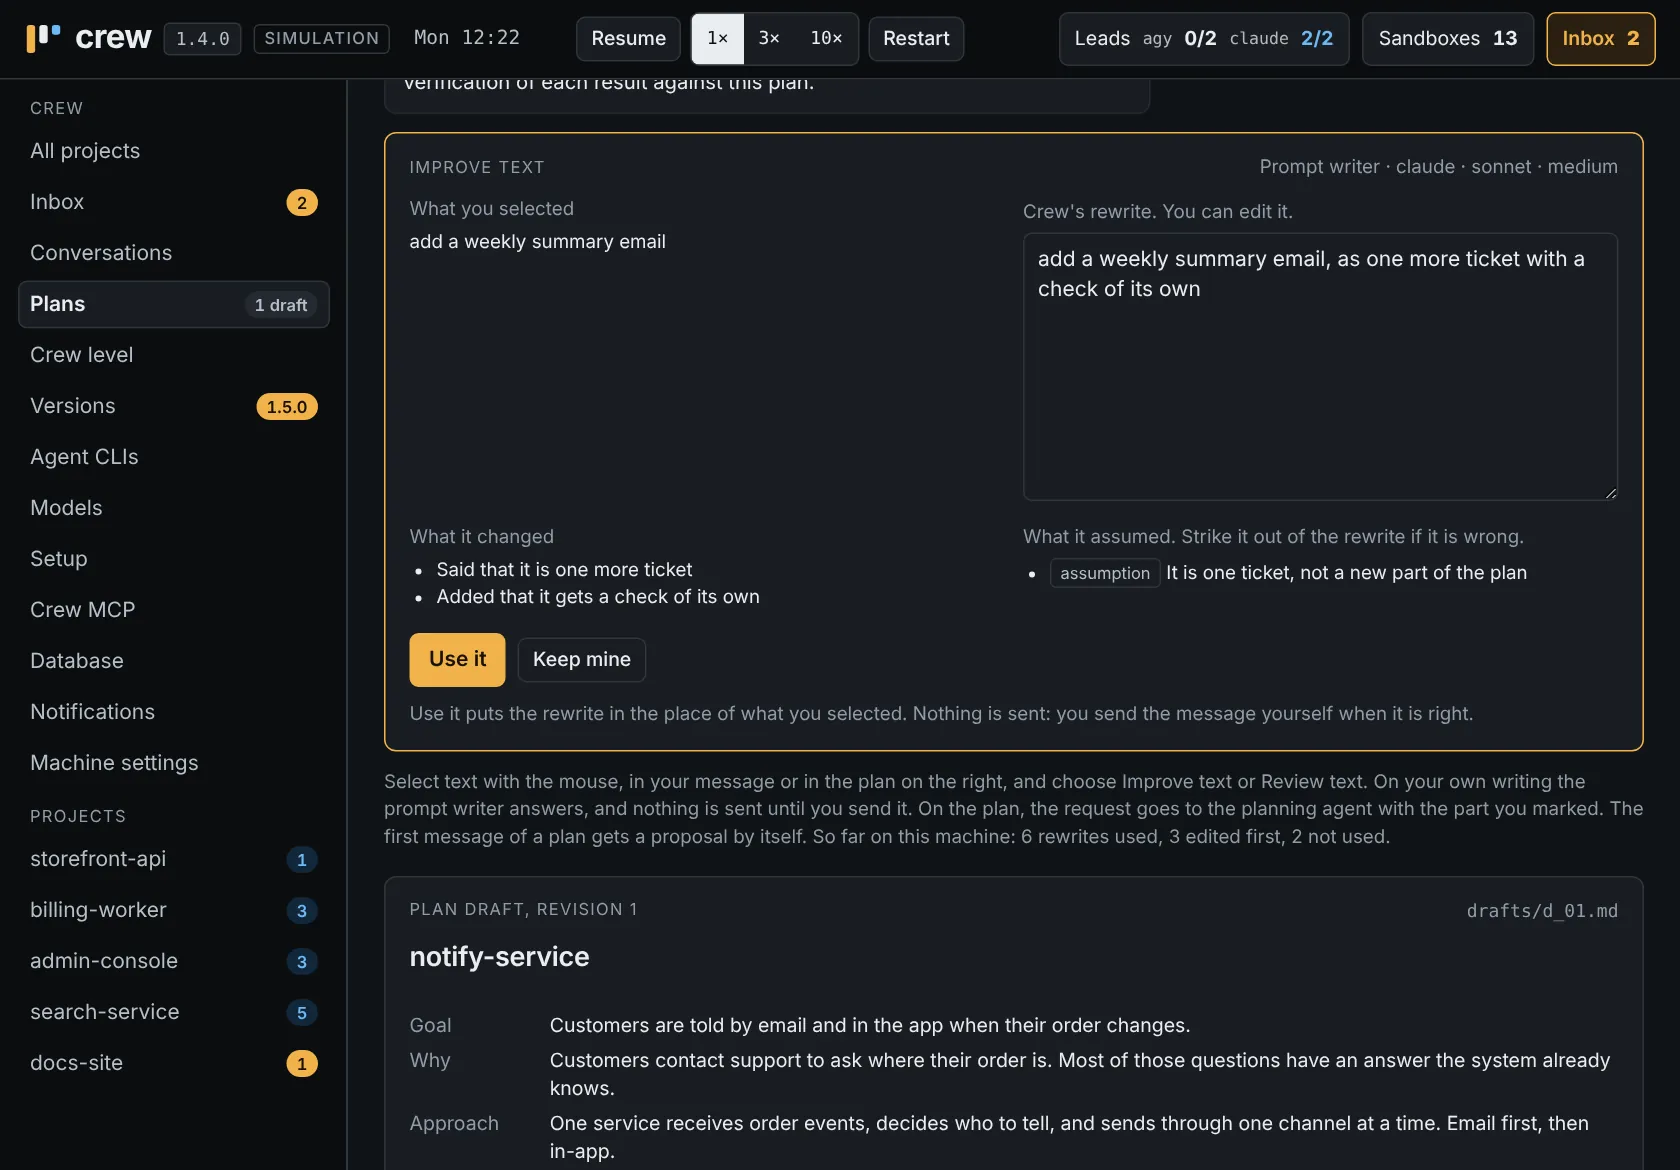 crew 1.4.0 SIMULATION Mon 12:22 Resume 1× 3× 10× Restart Leads agy 0/2 claude 2/2 Sandboxes 13 Inbox 2
CREW
All projects
Inbox 2
Conversations
Plans 1 draft
Crew level
Versions 1.5.0
Agent CLIs
Models
Setup
Crew MCP
Database
Notifications
Machine settings
PROJECTS
storefront-api 1
billing-worker 3
admin-console 3
search-service 5
docs-site 1
verification of each result against this plan.
IMPROVE TEXT
Prompt writer · claude · sonnet · medium
What you selected
add a weekly summary email
Crew's rewrite. You can edit it.
add a weekly summary email, as one more ticket with a
check of its own
What it changed
• Said that it is one more ticket
• Added that it gets a check of its own
What it assumed. Strike it out of the rewrite if it is wrong.
• assumption It is one ticket, not a new part of the plan
Use it Keep mine
Use it puts the rewrite in the place of what you selected. Nothing is sent: you send the message yourself when it is right.
Select text with the mouse, in your message or in the plan on the right, and choose Improve text or Review text. On your own writing the
prompt writer answers, and nothing is sent until you send it. On the plan, the request goes to the planning agent with the part you marked. The
first message of a plan gets a proposal by itself. So far on this machine: 6 rewrites used, 3 edited first, 2 not used.
PLAN DRAFT, REVISION 1
drafts/d_01.md
notify-service
Goal Customers are told by email and in the app when their order changes.
Why Customers contact support to ask where their order is. Most of those questions have an answer the system already
knows.
Approach One service receives order events, decides who to tell, and sends through one channel at a time. Email first, then
in-app.